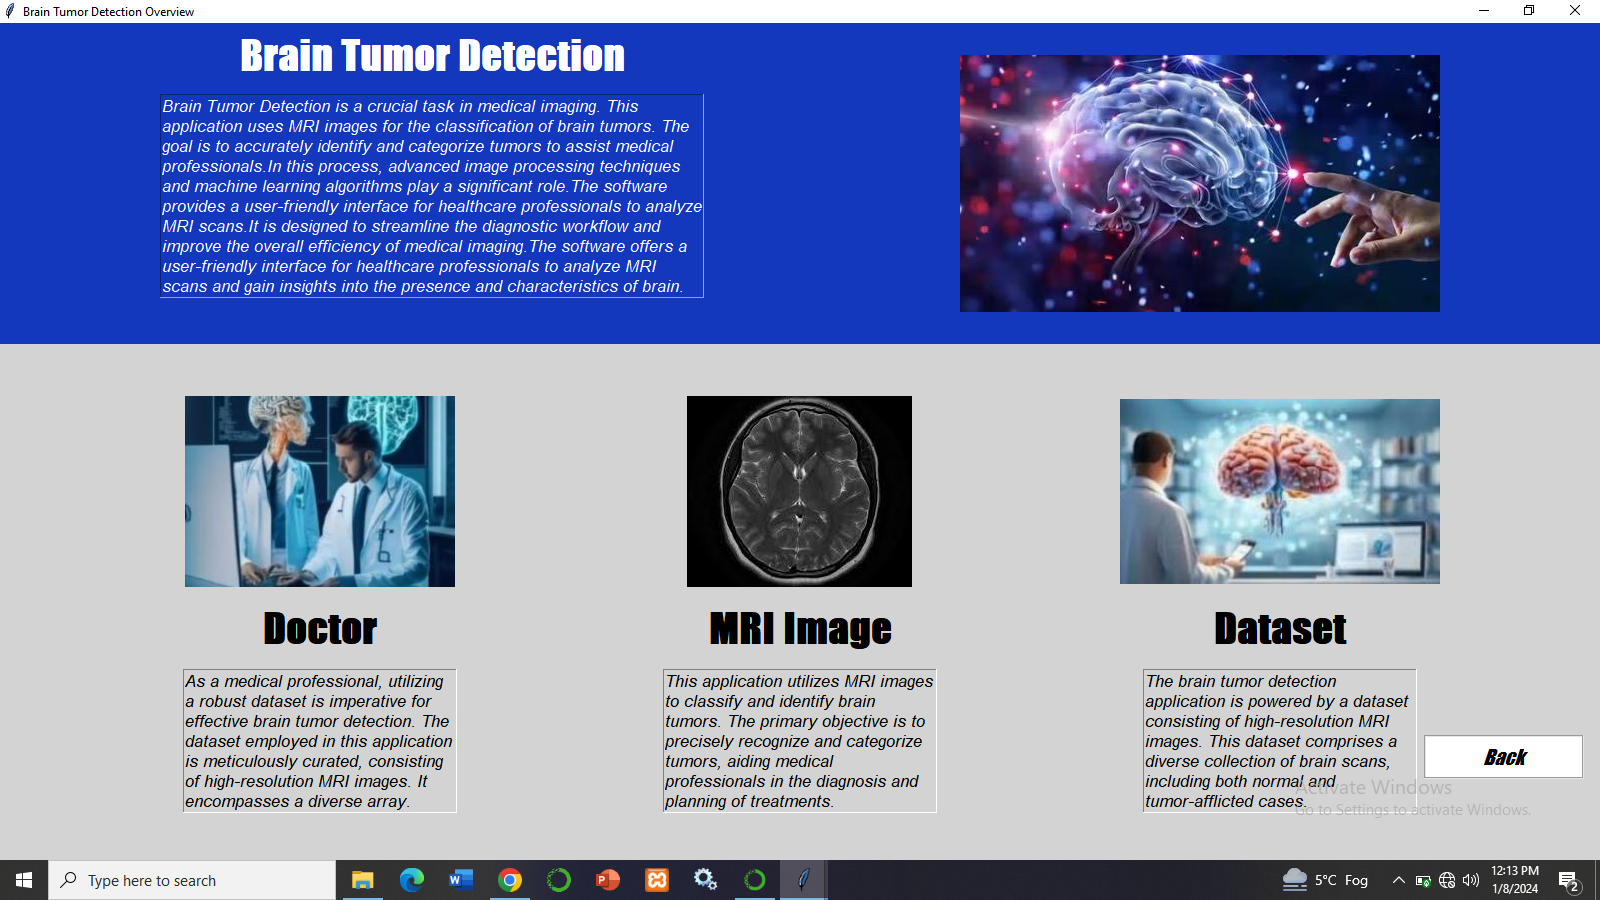 Brain Tumor Detection Overview
Brain Tumor Detection
Brain Tumor Detection is a crucial task in medical imaging. This
application uses MRI images for the classification of brain tumors. The
goal is to accurately identify and categorize tumors to assist medical
professionals.In this process, advanced image processing techniques
and machine learning algorithms play a significant role.The software
provides a user-friendly interface for healthcare professionals to analyze
MRI scans.It is designed to streamline the diagnostic workflow and
improve the overall efficiency of medical imaging.The software offers a
user-friendly interface for healthcare professionals to analyze MRI
scans and gain insights into the presence and characteristics of brain.
Doctor
As a medical professional, utilizing
a robust dataset is imperative for
effective brain tumor detection. The
dataset employed in this application
is meticulously curated, consisting
of high-resolution MRI images. It
encompasses a diverse array.
MRI Image
This application utilizes MRI images
to classify and identify brain
tumors. The primary objective is to
precisely recognize and categorize
tumors, aiding medical
professionals in the diagnosis and
planning of treatments.
Dataset
The brain tumor detection
application is powered by a dataset
consisting of high-resolution MRI
images. This dataset comprises a
diverse collection of brain scans,
including both normal and
tumor-afflicted cases.
Back
Activate Windows
Go to Settings to activate Windows.
Type here to search
5°C Fog
12:13 PM
1/8/2024
2